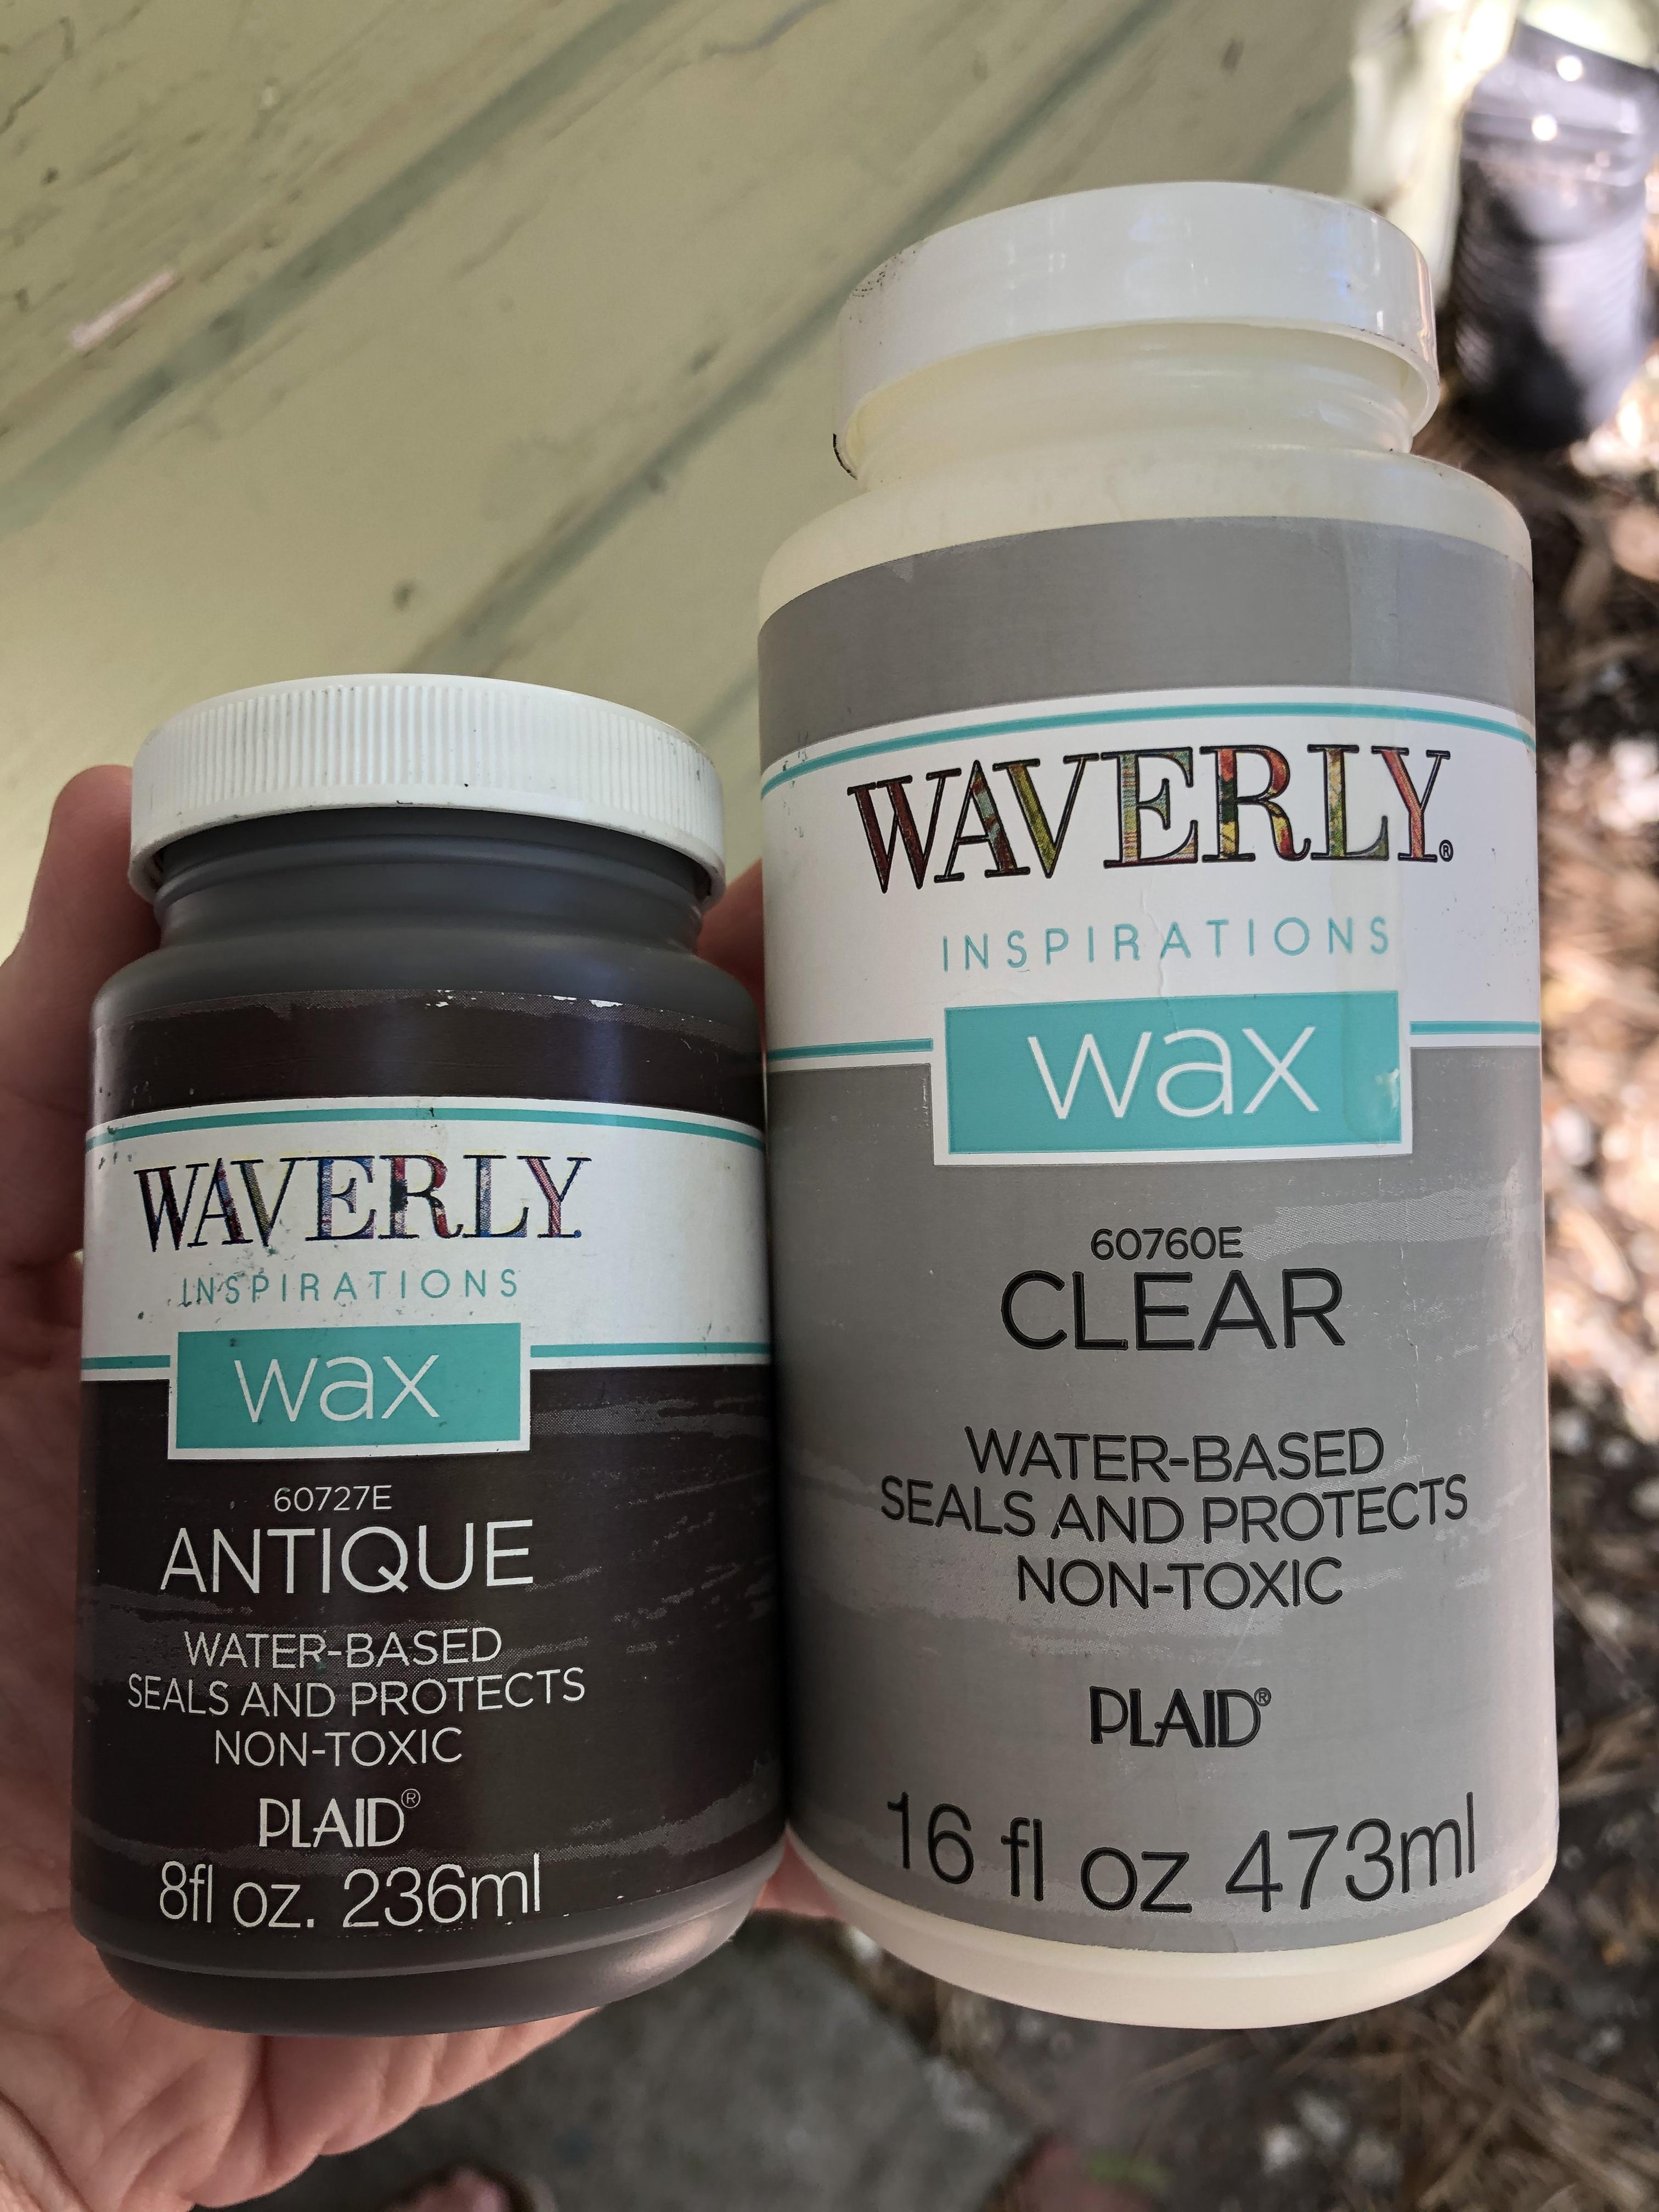 WAVERLY
INSPIRATIONS
wax
60727E
ANTIQUE
WATER-BASED
SEALS AND PROTECTS
NON-TOXIC
PLAID®
8fl oz. 236ml
WAVERLY®
INSPIRATIONS
wax
60760E
CLEAR
WATER-BASED
SEALS AND PROTECTS
NON-TOXIC
PLAID®
16 fl oz 473ml